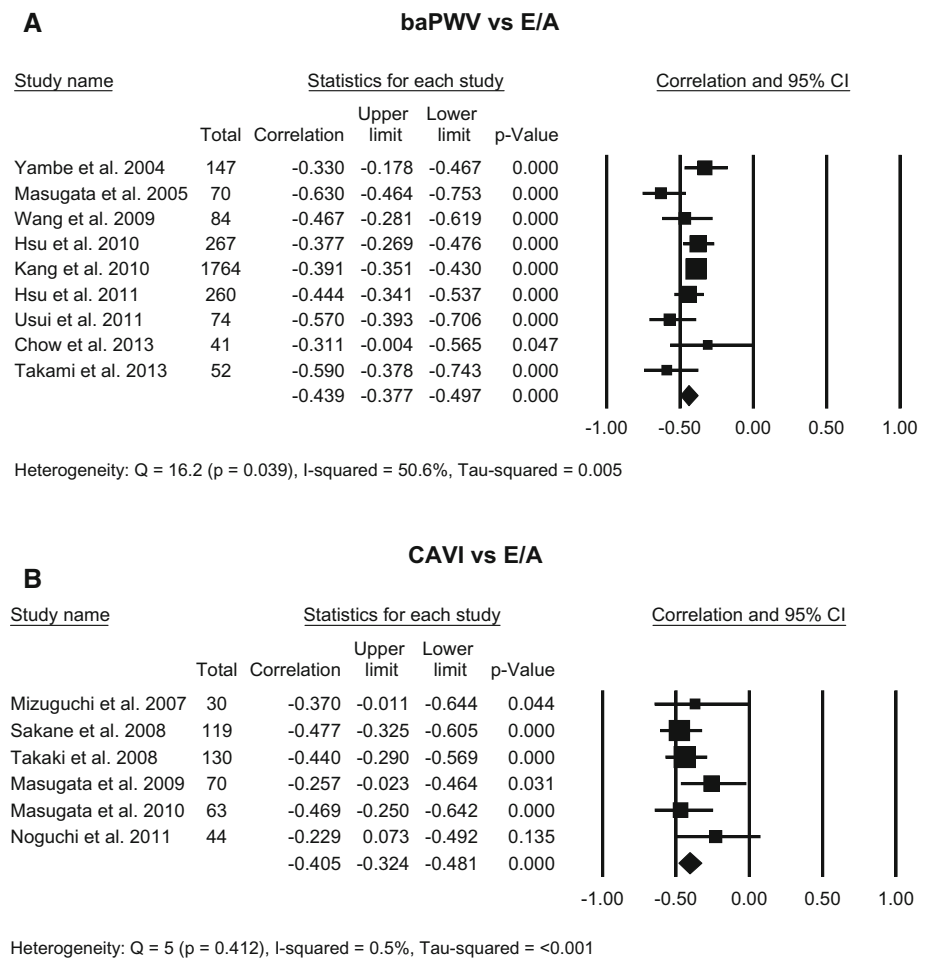 A
baPWV vs E/A
Study name Statistics for each study Correlation and 95% CI
Upper Lower
Total Correlation limit limit p-Value
Yambe et al. 2004 147 -0.330 -0.178 -0.467 0.000
Masugata et al. 2005 70 -0.630 -0.464 -0.753 0.000
Wang et al. 2009 84 -0.467 -0.281 -0.619 0.000
Hsu et al. 2010 267 -0.377 -0.269 -0.476 0.000
Kang et al. 2010 1764 -0.391 -0.351 -0.430 0.000
Hsu et al. 2011 260 -0.444 -0.341 -0.537 0.000
Usui et al. 2011 74 -0.570 -0.393 -0.706 0.000
Chow et al. 2013 41 -0.311 -0.004 -0.565 0.047
Takami et al. 2013 52 -0.590 -0.378 -0.743 0.000
-0.439 -0.377 -0.497 0.000
-1.00 -0.50 0.00 0.50 1.00
Heterogeneity: Q = 16.2 (p = 0.039), I-squared = 50.6%, Tau-squared = 0.005
CAVI vs E/A
B
Study name Statistics for each study Correlation and 95% CI
Upper Lower
Total Correlation limit limit p-Value
Mizuguchi et al. 2007 30 -0.370 -0.011 -0.644 0.044
Sakane et al. 2008 119 -0.477 -0.325 -0.605 0.000
Takaki et al. 2008 130 -0.440 -0.290 -0.569 0.000
Masugata et al. 2009 70 -0.257 -0.023 -0.464 0.031
Masugata et al. 2010 63 -0.469 -0.250 -0.642 0.000
Noguchi et al. 2011 44 -0.229 0.073 -0.492 0.135
-0.405 -0.324 -0.481 0.000
-1.00 -0.50 0.00 0.50 1.00
Heterogeneity: Q = 5 (p = 0.412), I-squared = 0.5%, Tau-squared = <0.001